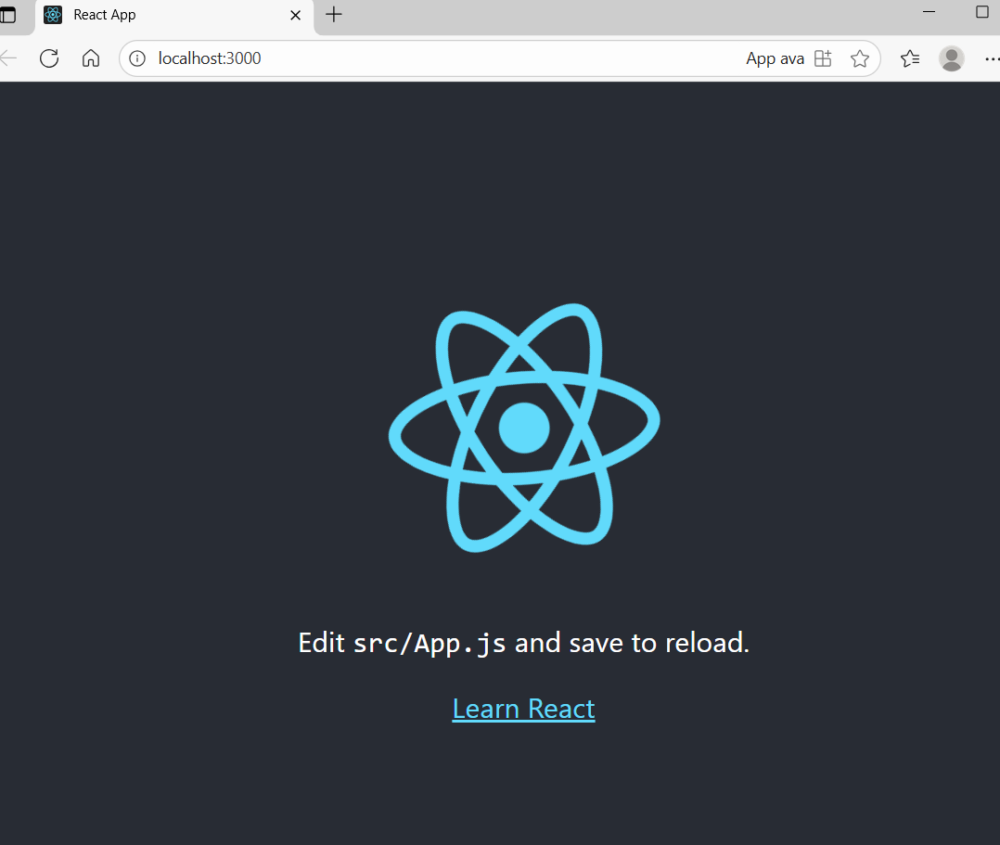 React App
localhost:3000
App ava
Edit src/App.js and save to reload.
Learn React